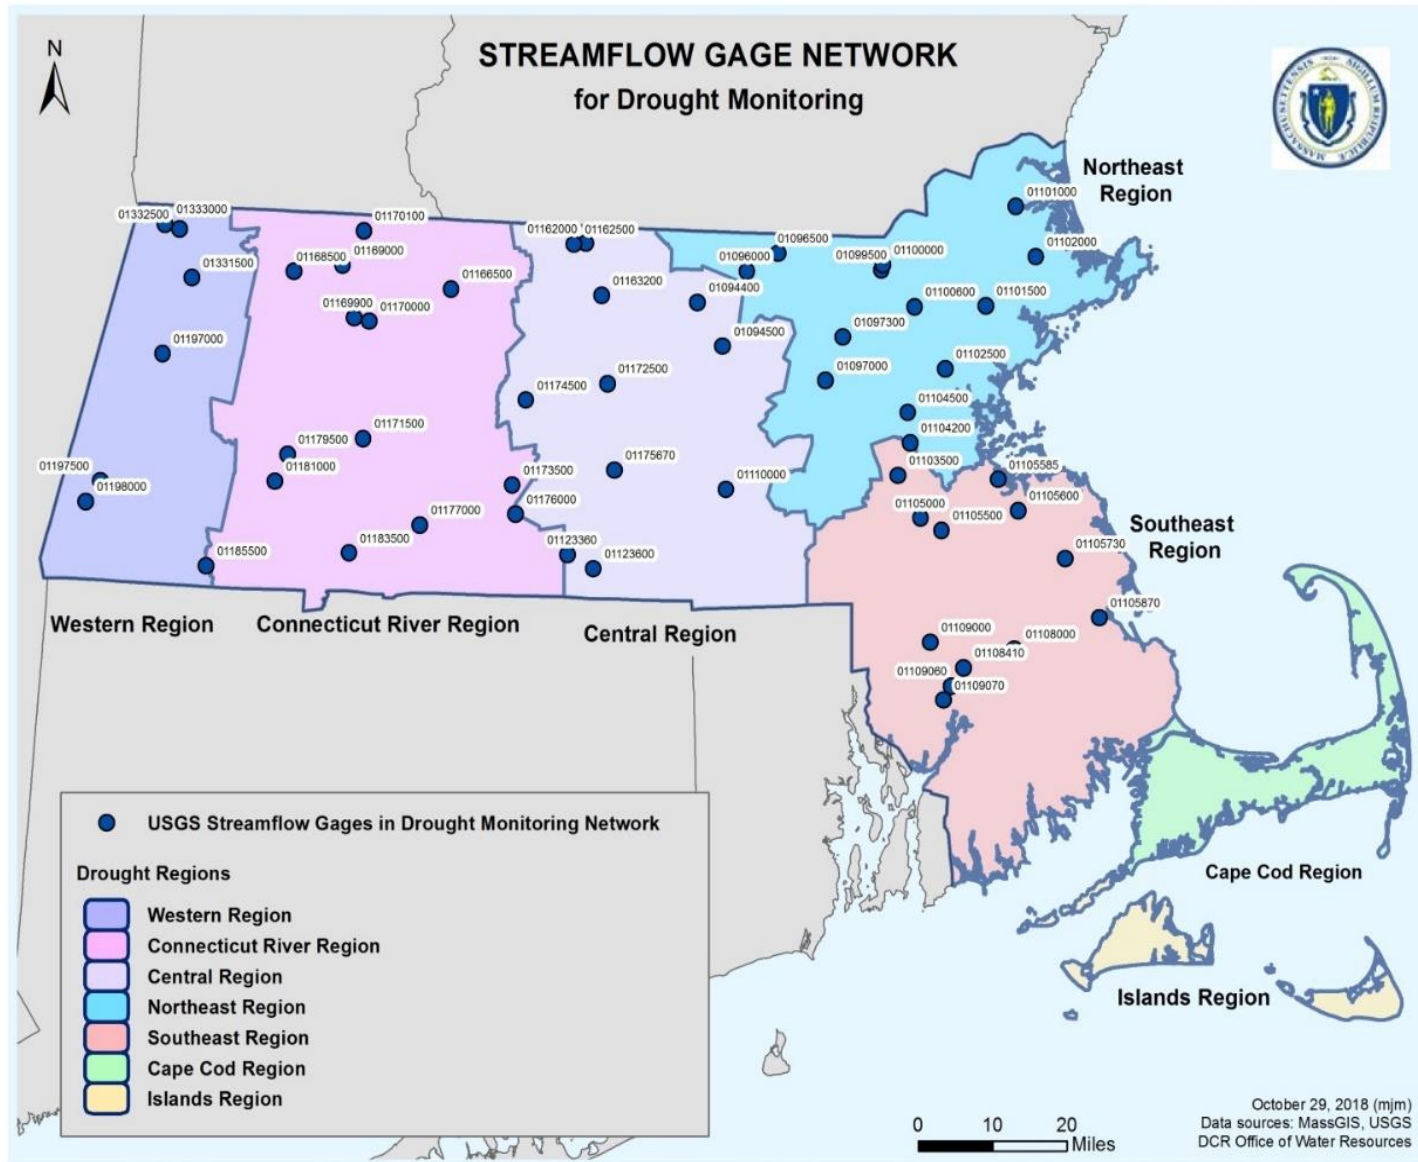 STREAMFLOW GAGE NETWORK
for Drought Monitoring
N
Northeast
Region
01101000
01332500
01333000
01170100
01162000
01162500
01096500
01099500
01100000
01102000
01168500
01169000
01096000
01331500
01166500
01163200
01094400
01100600
01101500
01169900
01170000
01094500
01097300
01197000
01102500
01097000
01172500
01174500
01104500
01104200
01171500
01179500
01181000
01197500
01198000
01173500
01175670
01110000
01103500
01105585
01176000
01105600
01177000
01105000
01105500
Southeast
Region
01183500
01123360
01123600
01185500
01105730
01105870
Western Region
Connecticut River Region
Central Region
01109000
01108000
01108410
01109060
01109070
USGS Streamflow Gages in Drought Monitoring Network
Drought Regions
Western Region
Connecticut River Region
Central Region
Northeast Region
Southeast Region
Cape Cod Region
Islands Region
Cape Cod Region
Islands Region
0 10 20
Miles
October 29, 2018 (mjm)
Data sources: MassGIS, USGS
DCR Office of Water Resources